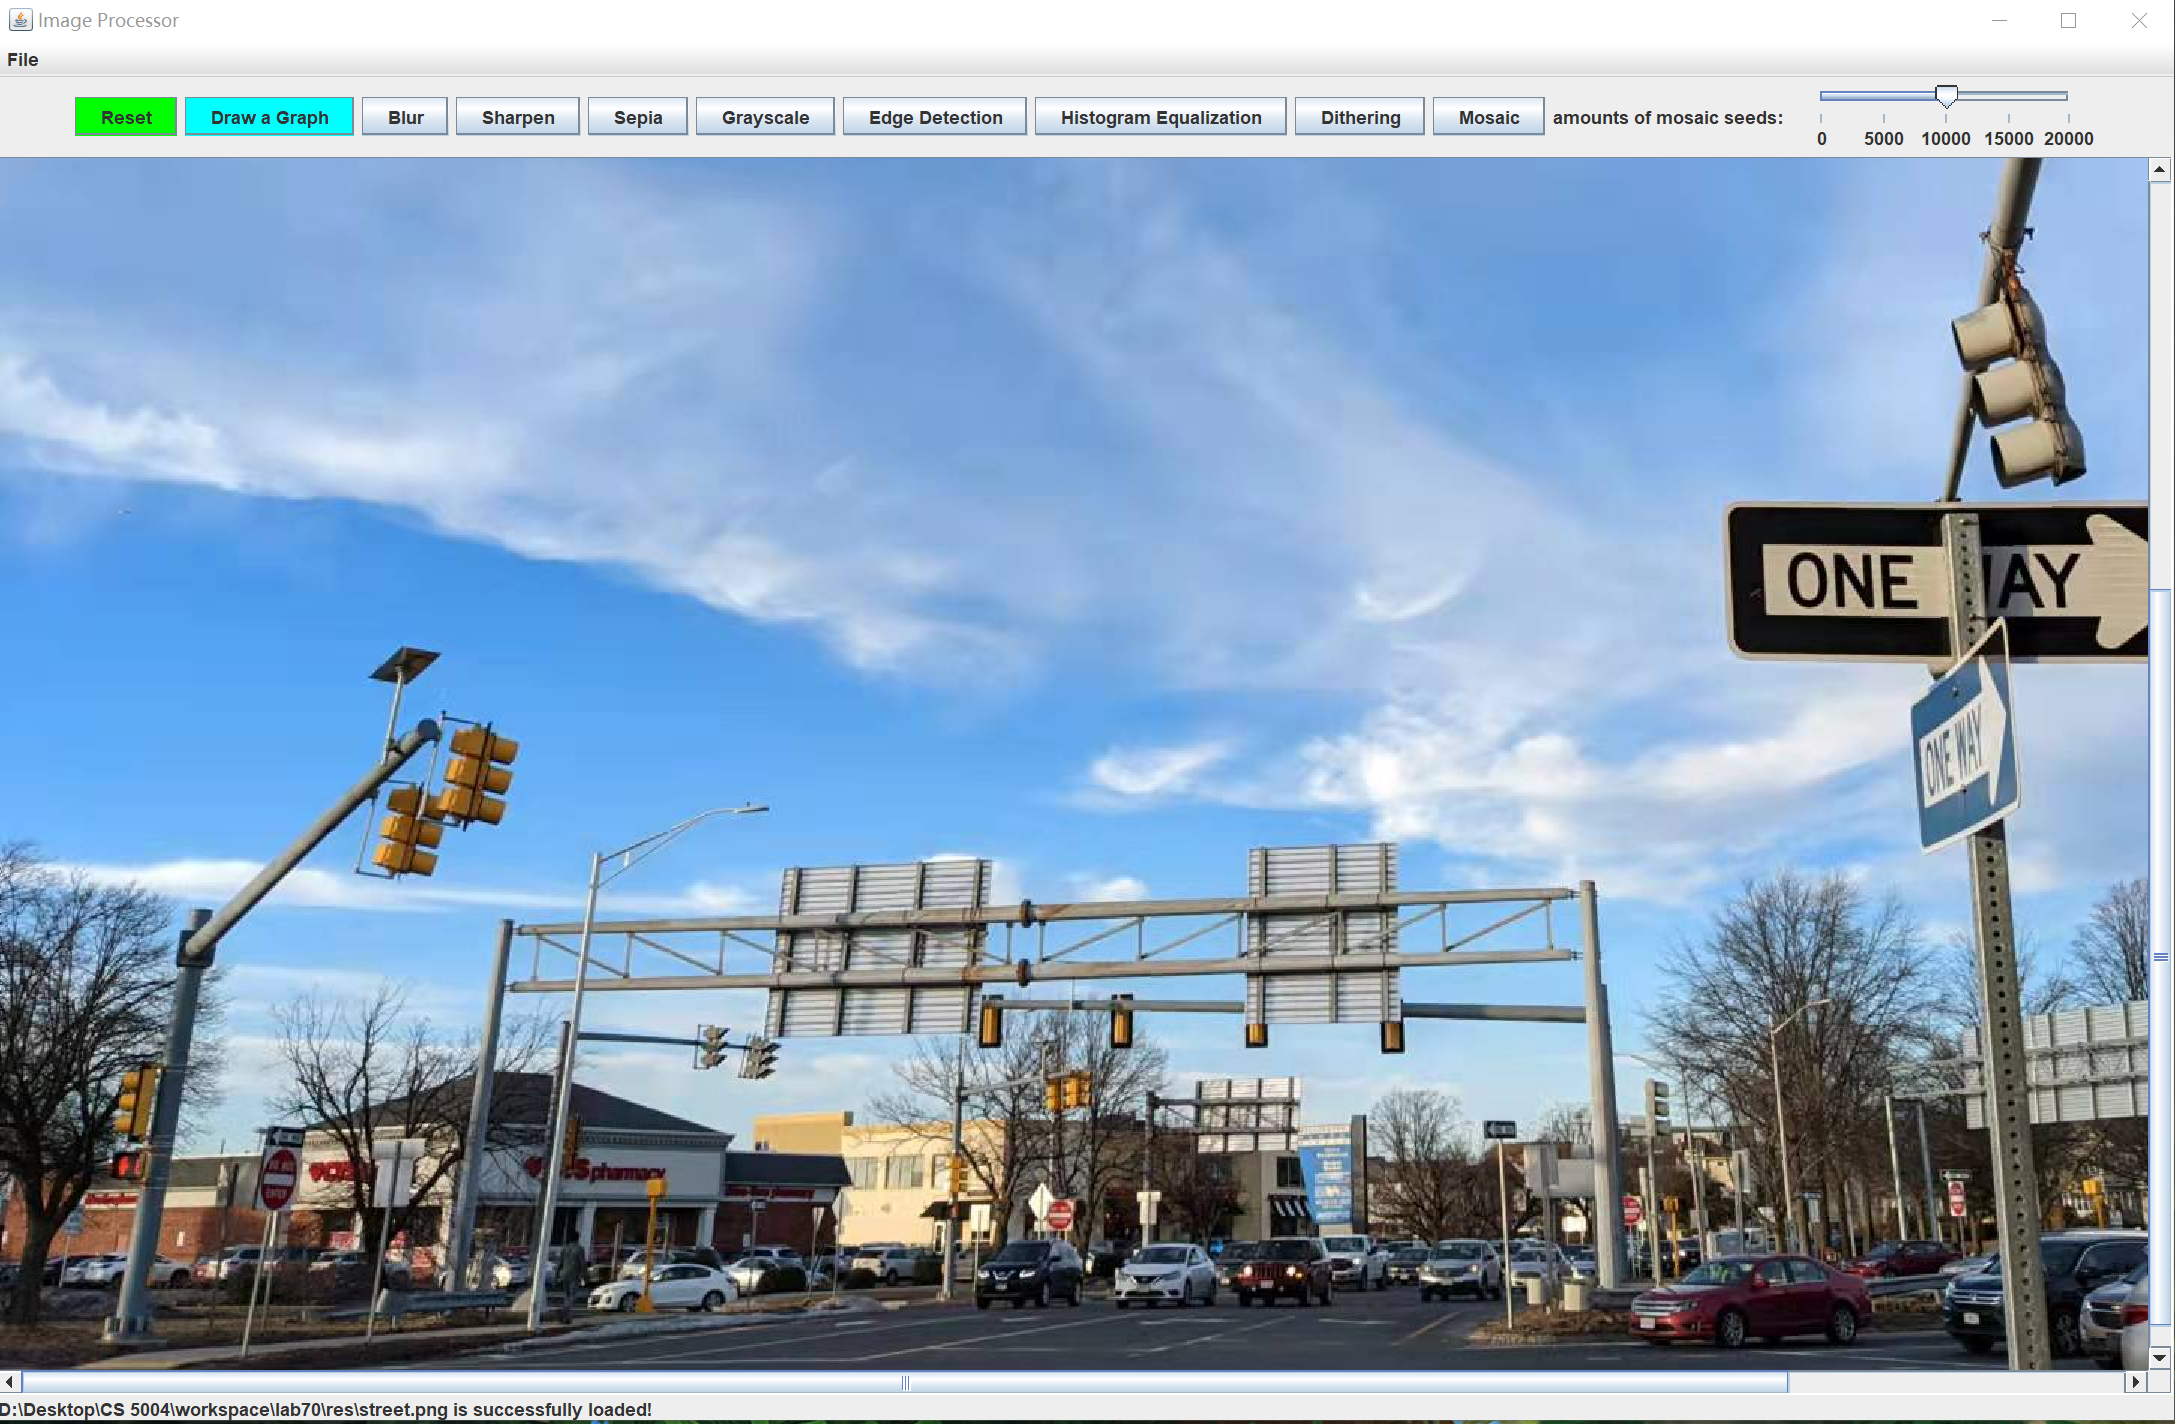 Image Processor
File
Reset Draw a Graph Blur Sharpen Sepia Grayscale Edge Detection Histogram Equalization Dithering Mosaic amounts of mosaic seeds:
0 5000 10000 15000 20000
ONE AY
ONE WAY
pharmacy
D:\Desktop\CS 5004\workspace\lab70\res\street.png is successfully loaded!